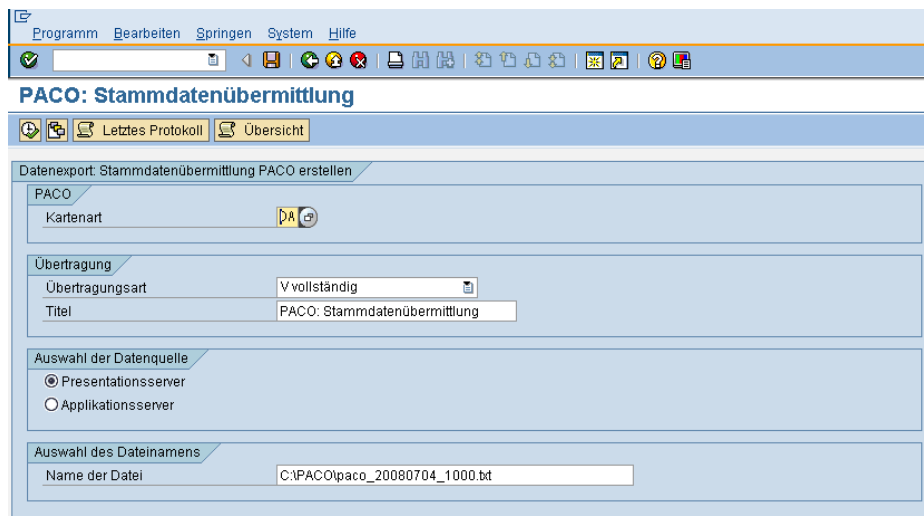 Programm Bearbeiten Springen System Hilfe
PACO: Stammdatenübermittlung
Letztes Protokoll Übersicht
Datenexport: Stammdatenübermittlung PACO erstellen
PACO
Kartenart DA
Übertragung
Übertragungsart V vollständig
Titel PACO: Stammdatenübermittlung
Auswahl der Datenquelle
Presentationsserver
Applikationsserver
Auswahl des Dateinamens
Name der Datei C:\PACO\paco_20080704_1000.txt